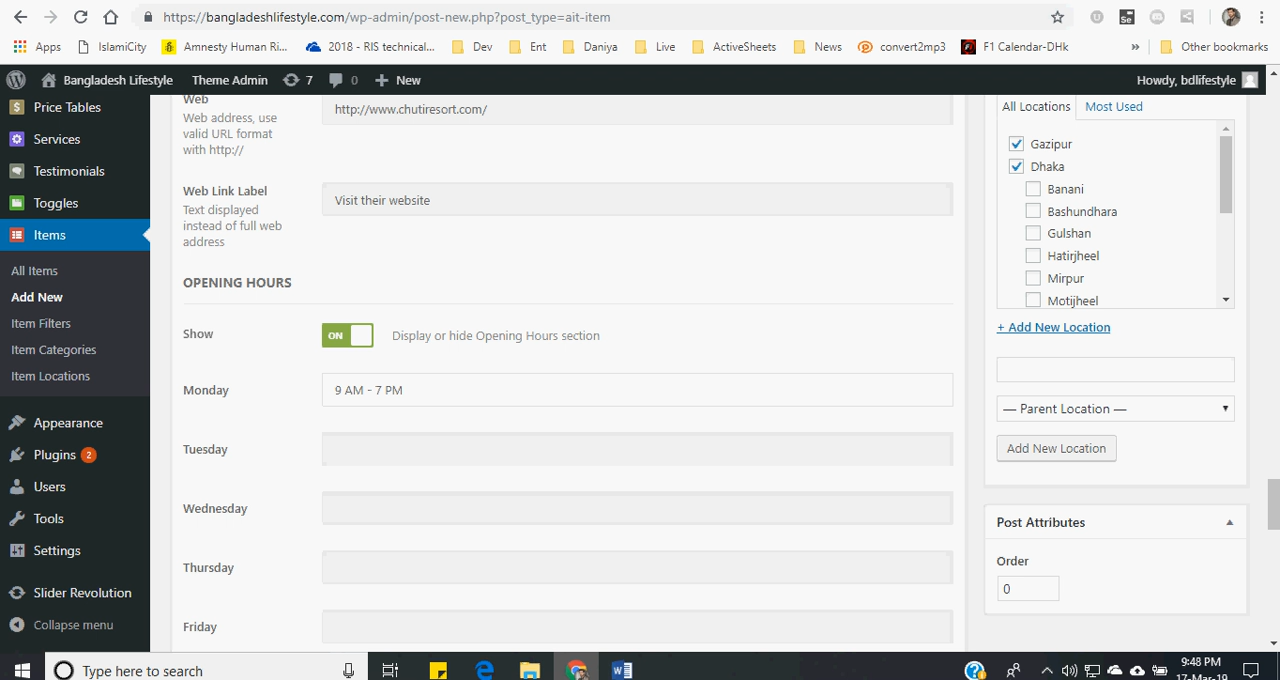 https://bangladeshlifestyle.com/wp-admin/post-new.php?post_type=ait-item
Se
Apps
IslamiCity
Amnesty Human Ri...
2018 - RIS technical...
Dev
Ent
Daniya
Live
ActiveSheets
News
convert2mp3
F1 Calendar-DHk
»
Other bookmarks
Bangladesh Lifestyle
Theme Admin
7
0
New
Howdy, bdlifestyle
Price Tables
Services
Testimonials
Toggles
Items
All Items
Add New
Item Filters
Item Categories
Item Locations
Appearance
Plugins 2
Users
Tools
Settings
Slider Revolution
Collapse menu
Web
Web address, use
valid URL format
with http://
http://www.chutiresort.com/
Web Link Label
Text displayed
instead of full web
address
Visit their website
OPENING HOURS
Show
ON
Display or hide Opening Hours section
Monday
9 AM - 7 PM
Tuesday
Wednesday
Thursday
Friday
All Locations
Most Used
Gazipur
Dhaka
Banani
Bashundhara
Gulshan
Hatirjheel
Mirpur
Motijheel
+ Add New Location
— Parent Location —
Add New Location
Post Attributes
Order
0
Type here to search
9:48 PM
17-Mar-19